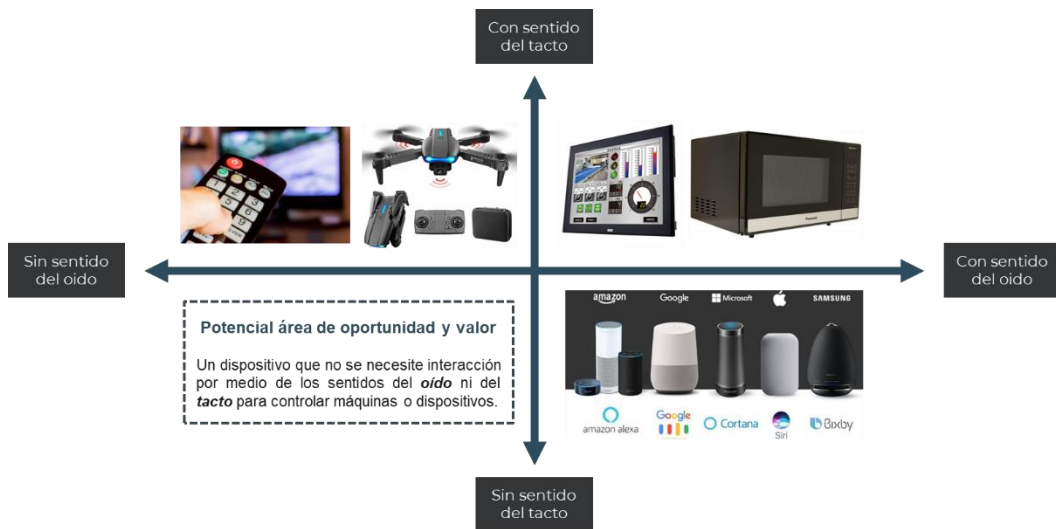 Con sentido
del tacto
Sin sentido
del oido
Con sentido
del oido
Potencial área de oportunidad y valor
Un dispositivo que no se necesite interacción
por medio de los sentidos del oído ni del
tacto para controlar máquinas o dispositivos.
amazon
Google
Microsoft
SAMSUNG
amazon alexa
Google
Cortana
Siri
Bixby
Sin sentido
del tacto